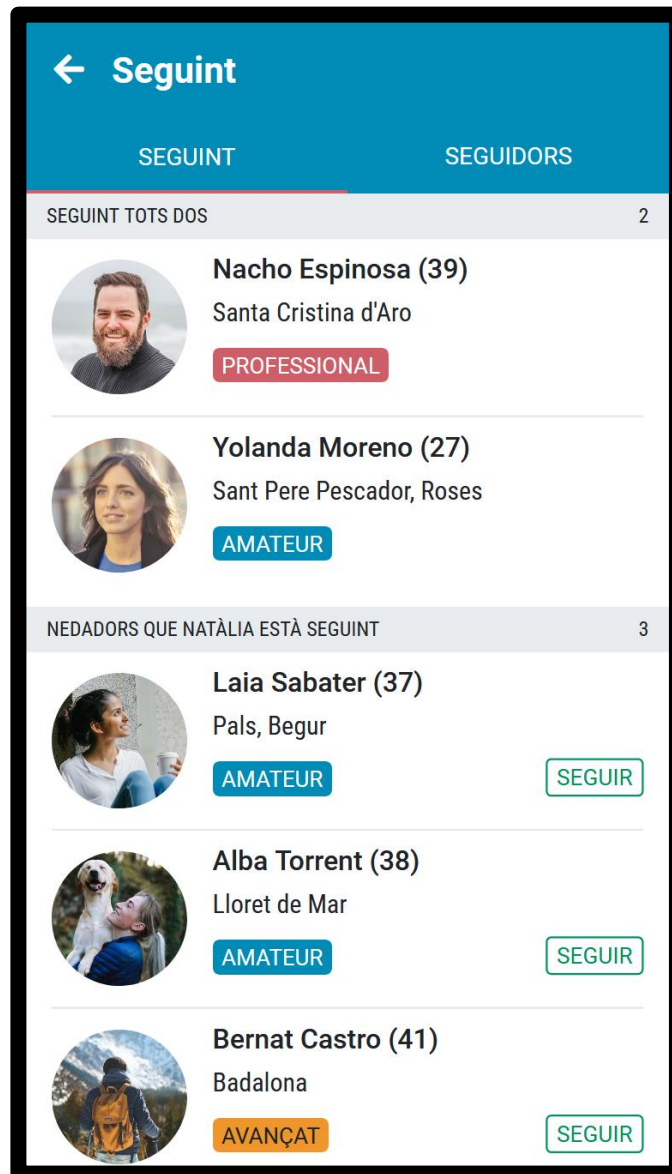 Seguint
SEGUINT SEGUIDORS
SEGUINT TOTS DOS 2
Nacho Espinosa (39)
Santa Cristina d'Aro
PROFESSIONAL
Yolanda Moreno (27)
Sant Pere Pescador, Roses
AMATEUR
NEDADORS QUE NATÀLIA ESTÀ SEGUINT 3
Laia Sabater (37)
Pals, Begur
AMATEUR SEGUIR
Alba Torrent (38)
Lloret de Mar
AMATEUR SEGUIR
Bernat Castro (41)
Badalona
AVANÇAT SEGUIR